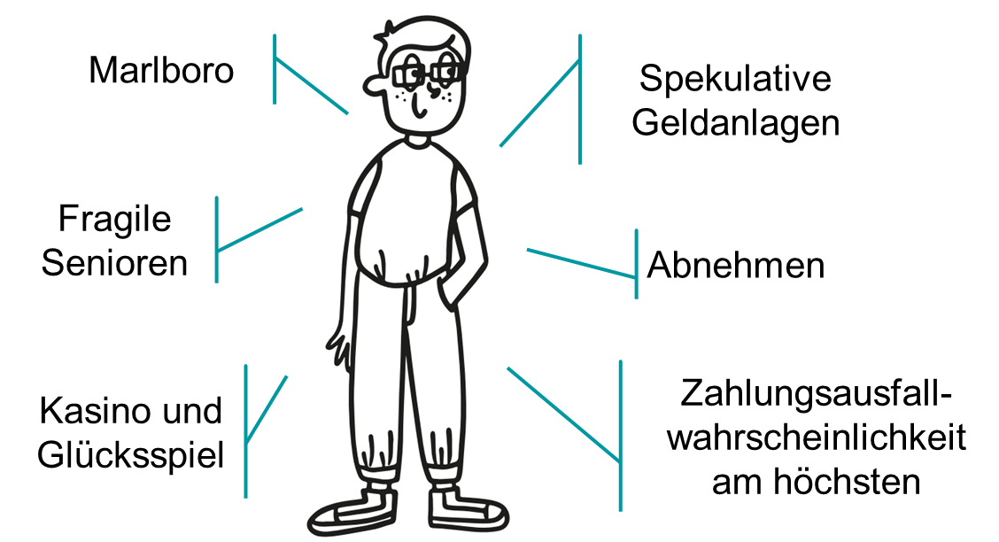 Marlboro
Spekulative
Geldanlagen
Fragile
Senioren
Abnehmen
Kasino und
Glücksspiel
Zahlungsausfall-
wahrscheinlichkeit
am höchsten